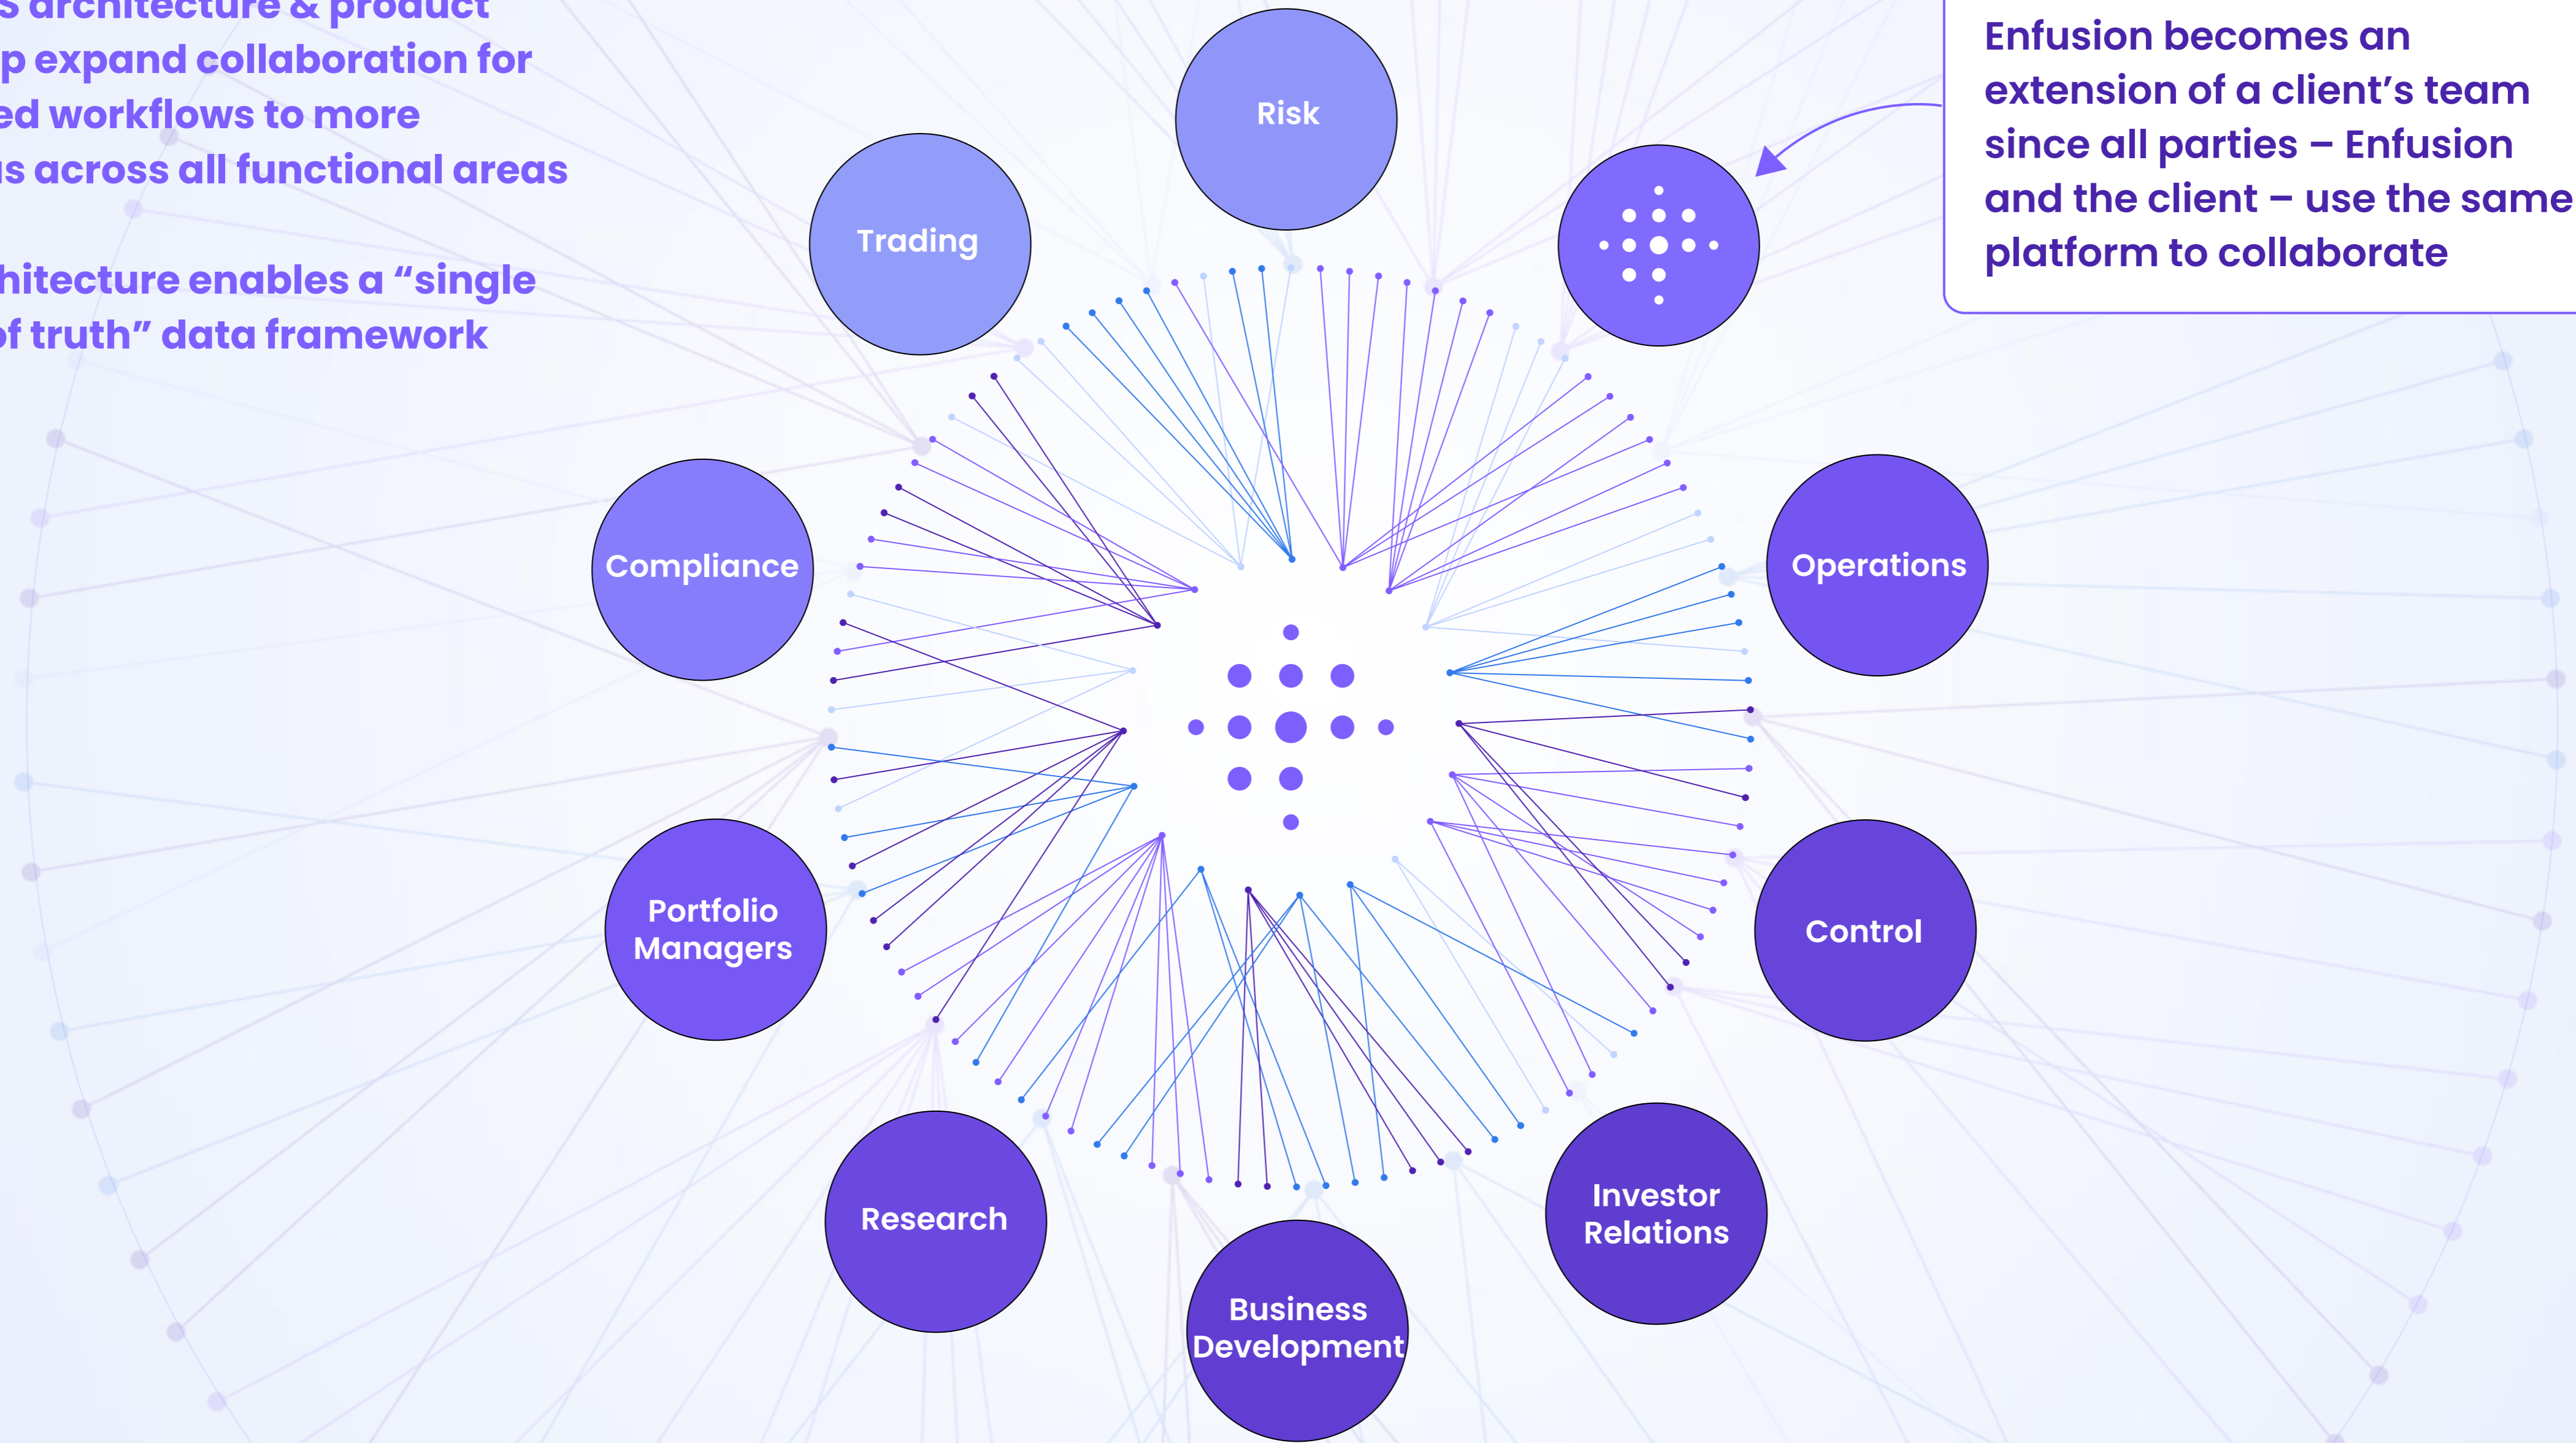 S architecture & product
p expand collaboration for
ed workflows to more
s across all functional areas
hitecture enables a “single
of truth” data framework
Enfusion becomes an
extension of a client’s team
since all parties – Enfusion
and the client – use the same
platform to collaborate
Risk
Trading
Compliance
Operations
Portfolio
Managers
Control
Research
Investor
Relations
Business
Development